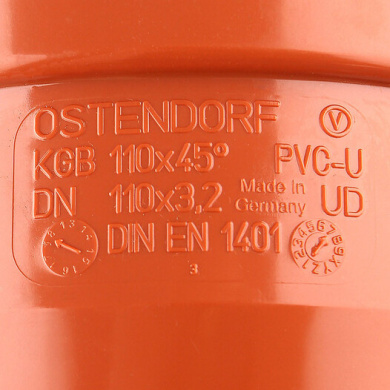 OSTENDORF V
KGB 110x45° PVC-U
DN 110x3,2 Made in Germany UD
DIN EN 1401
3